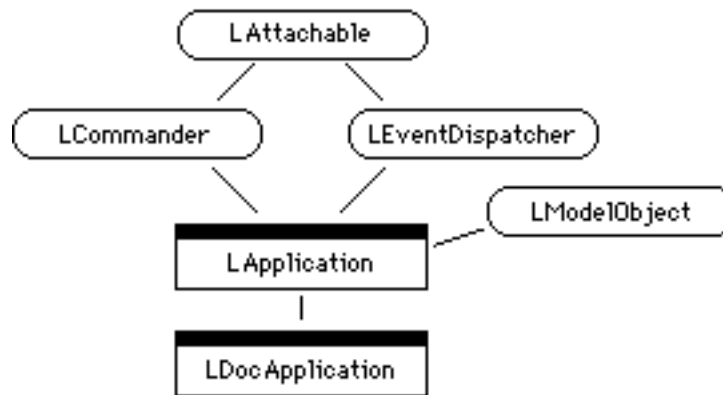 LAttachable
LCommander
LEventDispatcher
LModelObject
LApplication
LDocApplication